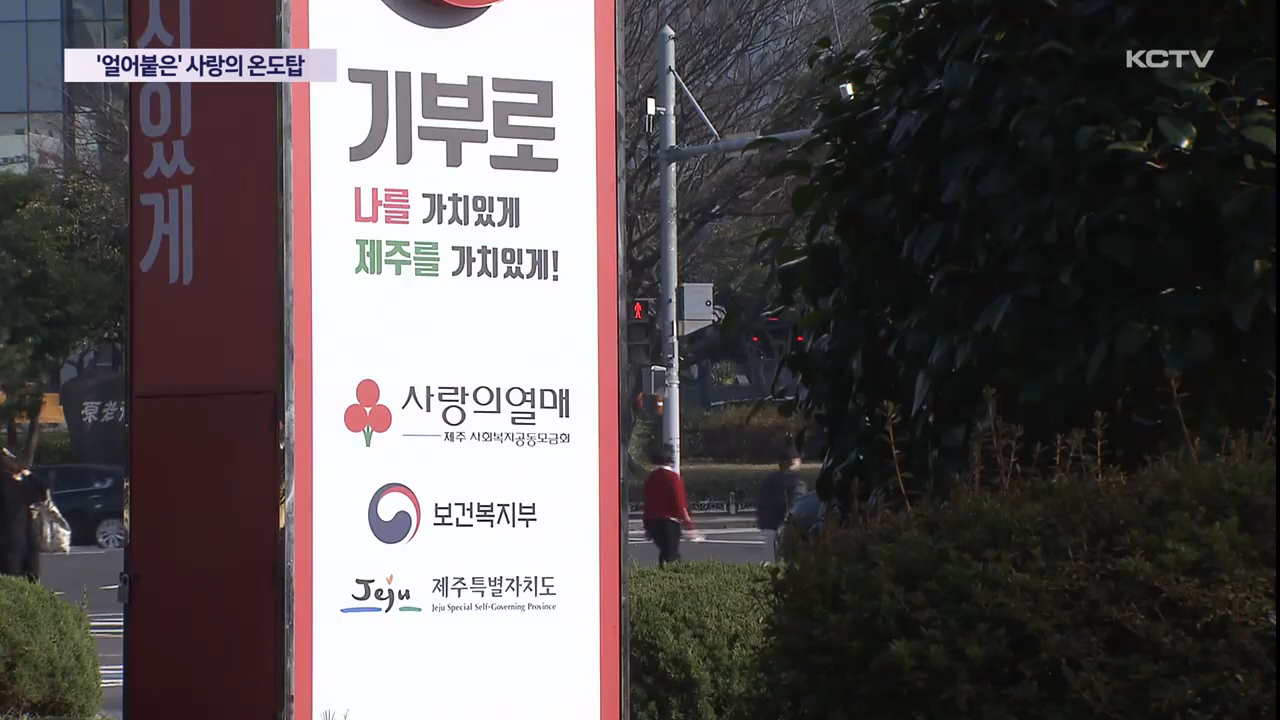 '얼어붙은' 사랑의 온도탑
KCTV
치있게
기부로
나를 가치있게
제주를 가치있게!
사랑의열매
제주 사회복지공동모금회
보건복지부
Jeju 제주특별자치도
Jeju Special Self-Governing Province